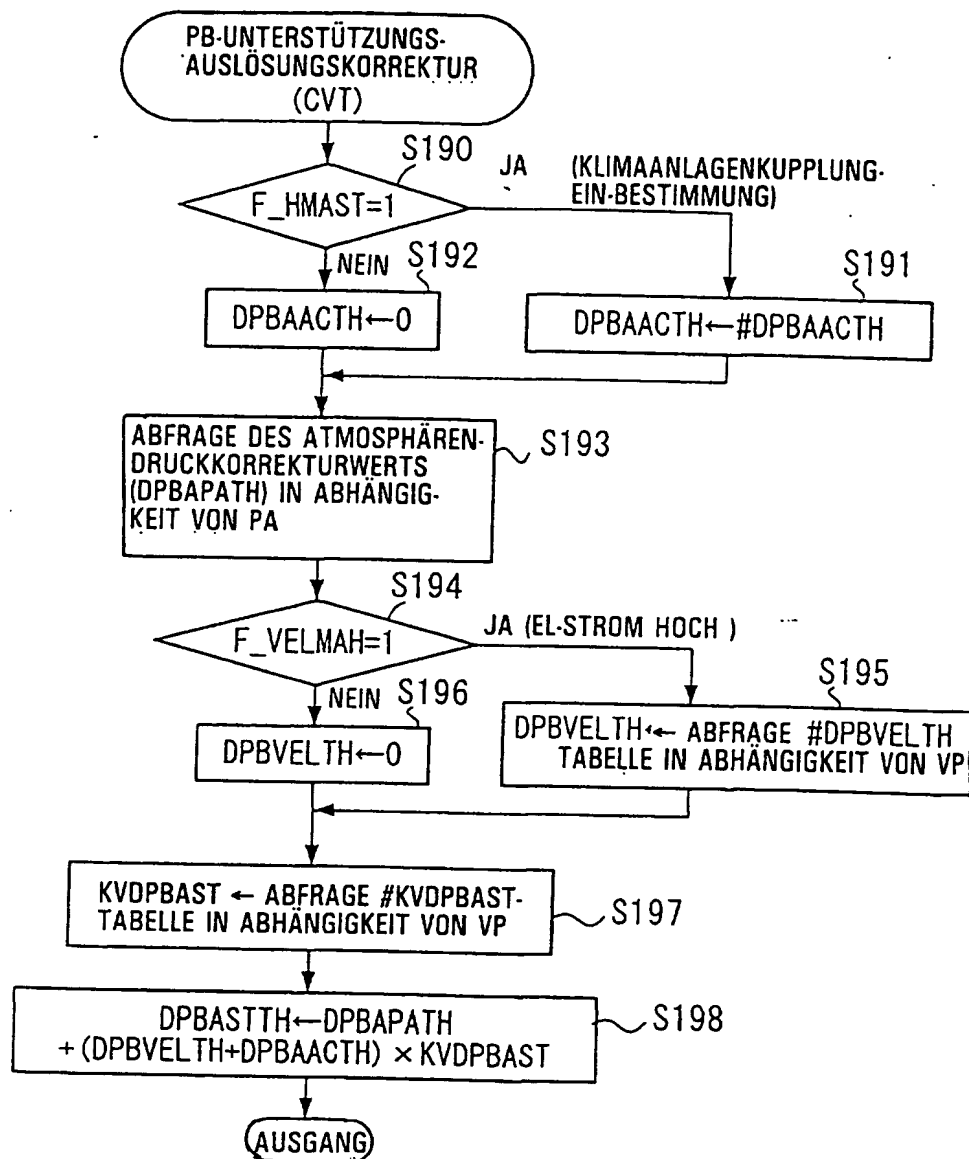 PB-UNTERSTÜTZUNGS-
AUSLÖSUNGSKORREKTUR
(CVT)
S190
JA (KLIMAANLAGENKUPPLUNG-
EIN-BESTIMMUNG)
F_HMAST=1
NEIN
S192
S191
DPBAACTH←0
DPBAACTH←#DPBAACTH
ABFRAGE DES ATMOSPHÄREN-
DRUCKKORREKTURWERTS
(DPBAPATH) IN ABHÄNGIG-
KEIT VON PA
S193
S194
F_VELMAH=1
JA (EL-STROM HOCH )
NEIN
S196
S195
DPBVELTH←0
DPBVELTH← ABFRAGE #DPBVELTH
TABELLE IN ABHÄNGIGKEIT VON VP
KVDPBAST ← ABFRAGE #KVDPBAST-
TABELLE IN ABHÄNGIGKEIT VON VP
S197
DPBASTTH←DPBAPATH
+(DPBVELTH+DPBAACTH) × KVDPBAST
S198
AUSGANG